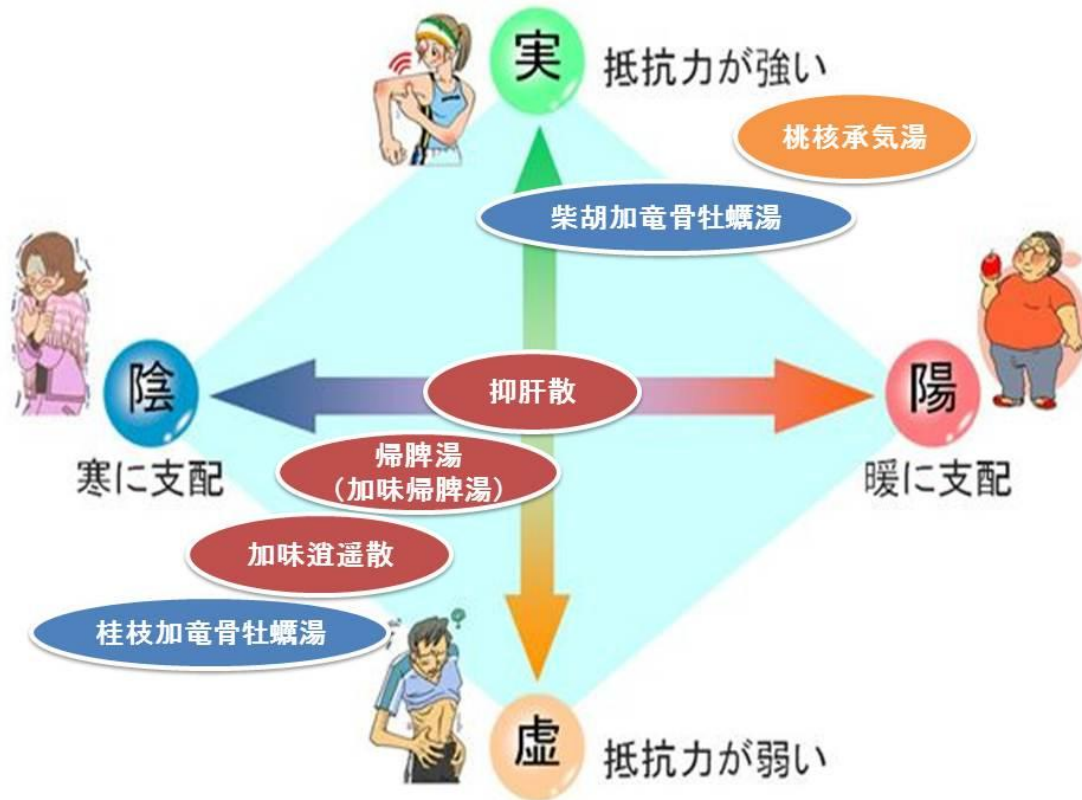 実
抵抗力が強い
桃核承気湯
柴胡加竜骨牡蠣湯
陰
寒に支配
抑肝散
陽
暖に支配
帰脾湯
（加味帰脾湯）
加味逍遥散
桂枝加竜骨牡蠣湯
虚
抵抗力が弱い